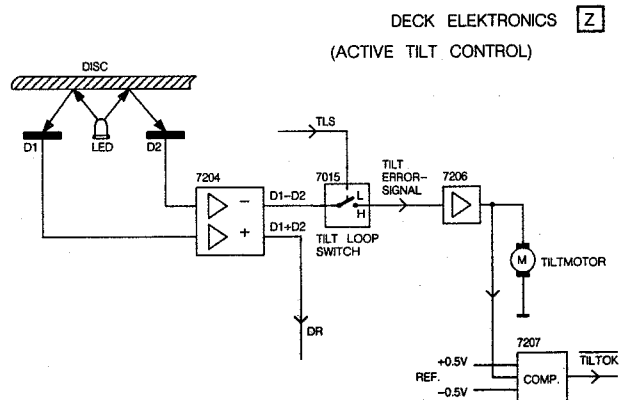 DECK ELEKTRONICS Z
(ACTIVE TILT CONTROL)
DISC
D1
LED
D2
TLS
7204
7015
TILT
ERROR-
SIGNAL
7206
D1-D2
L
H
−
+
D1+D2
TILT LOOP
SWITCH
M
TILTMOTOR
DR
7207
+0.5V
REF.
-0.5V
COMP.
TILTOK